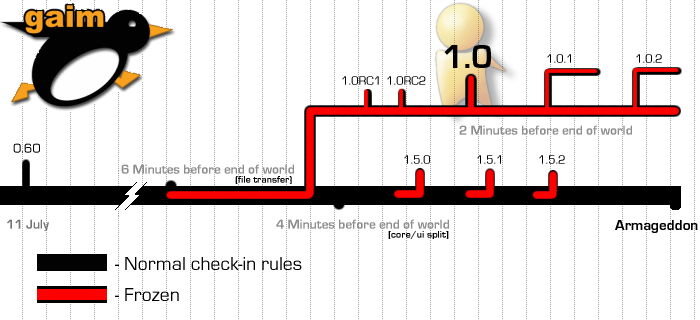 gaim
1.0
1.0.1
1.0.2
1.0RC1
1.0RC2
2 Minutes before end of world
0.60
6 Minutes before end of world
[file transfer]
1.5.0
1.5.1
1.5.2
11 July
4 Minutes before end of world
[core/ui split]
Armageddon
- Normal check-in rules
- Frozen